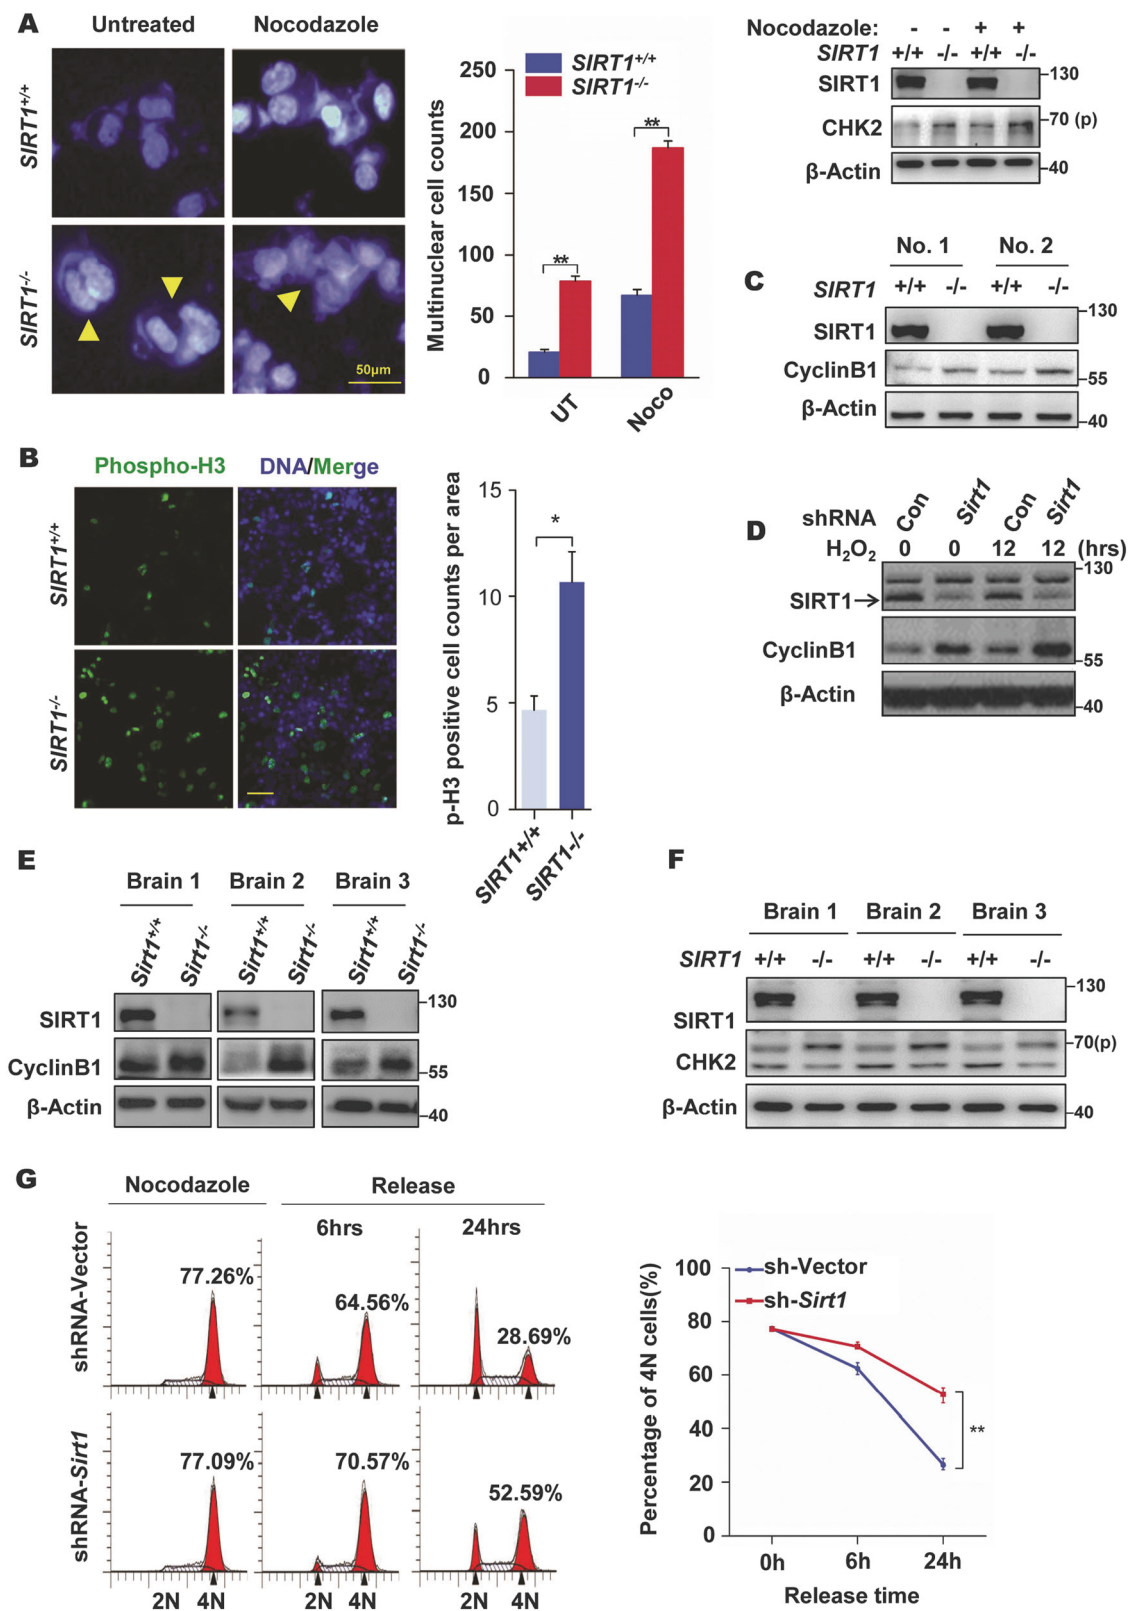 A
Untreated
Nocodazole
SIRT1+/+
SIRT1-/-
50μm
Multinuclear cell counts
250
200
150
100
50
0
SIRT1+/+
SIRT1-/-
**
**
UT
Noco
Nocodazole: - - + +
SIRT1 +/+ -/- +/+ -/-
SIRT1
130
CHK2
70 (p)
β-Actin
40
C
No. 1 No. 2
SIRT1 +/+ -/- +/+ -/-
SIRT1
130
CyclinB1
55
β-Actin
40
B
Phospho-H3
DNA/Merge
SIRT1+/+
SIRT1-/-
p-H3 positive cell counts per area
15
10
5
0
*
SIRT1+/+
SIRT1-/-
D
shRNA Con Sirt1 Con Sirt1
H2O2 0 0 12 12 (hrs)
130
SIRT1→
CyclinB1
55
β-Actin
40
E
Brain 1 Brain 2 Brain 3
Sirt1+/+ Sirt1-/- Sirt1+/+ Sirt1-/- Sirt1+/+ Sirt1-/-
SIRT1
130
CyclinB1
55
β-Actin
40
F
Brain 1 Brain 2 Brain 3
SIRT1 +/+ -/- +/+ -/- +/+ -/-
SIRT1
130
CHK2
70(p)
β-Actin
40
G
Nocodazole
Release
6hrs
24hrs
shRNA-Vector
77.26%
64.56%
28.69%
shRNA-Sirt1
77.09%
70.57%
52.59%
2N 4N 2N 4N 2N 4N
Percentage of 4N cells(%)
100
80
60
40
20
0
sh-Vector
sh-Sirt1
**
0h 6h 24h
Release time